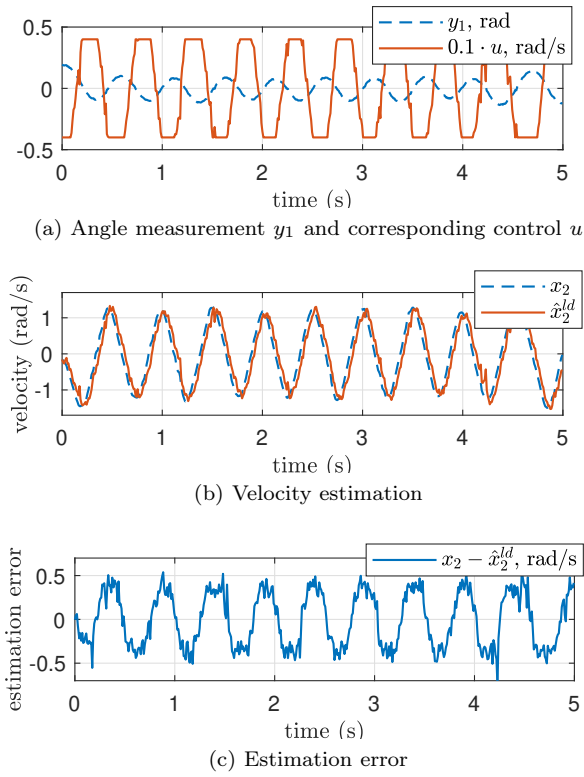 0.5
0
-0.5
y₁, rad
0.1 · u, rad/s
0 1 2 3 4 5
time (s)
(a) Angle measurement y₁ and corresponding control u
velocity (rad/s)
1
0
-1
x₂
x̂₂ˡᵈ
0 1 2 3 4 5
time (s)
(b) Velocity estimation
estimation error
0.5
0
-0.5
x₂ − x̂₂ˡᵈ, rad/s
0 1 2 3 4 5
time (s)
(c) Estimation error